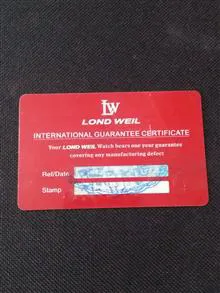 LW
LOND WEIL
INTERNATIONAL GUARANTEE CERTIFICATE
Your LOND WEIL Watch bears one year guarantee
covering any manufacturing defect
Ref/Date
Stamp